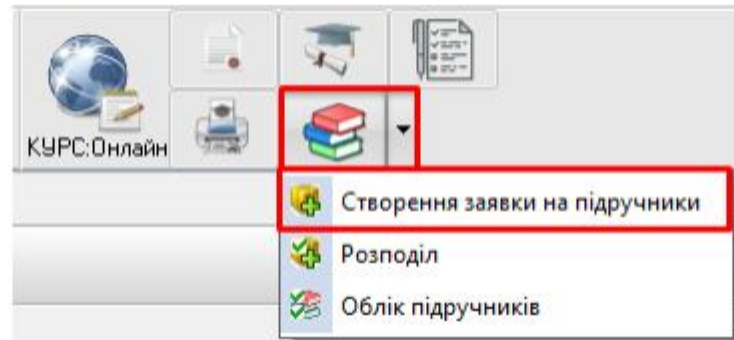 КУРС:Онлайн
Створення заявки на підручники
Розподіл
Облік підручників